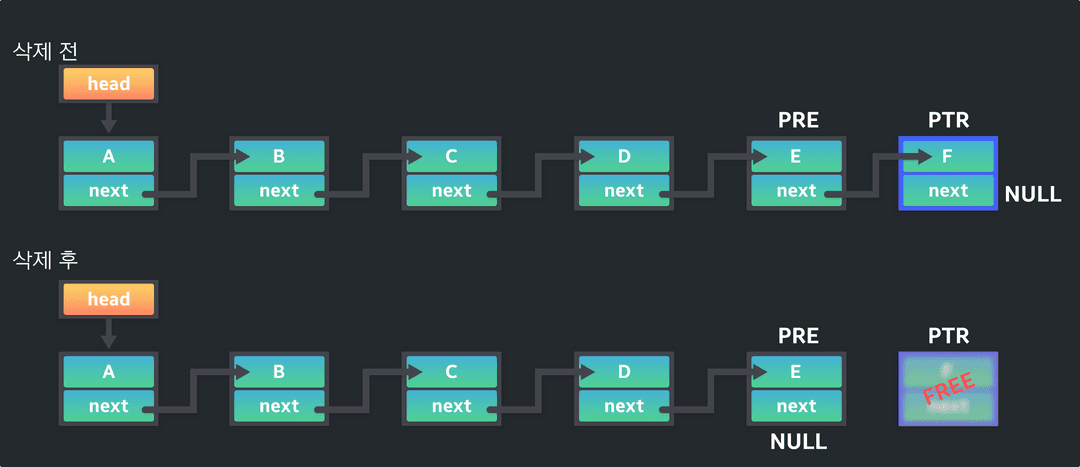 삭제 전
head
PRE PTR
A B C D E F
next next next next next next NULL
삭제 후
head
PRE PTR
A B C D E
next next next next next FREE
NULL